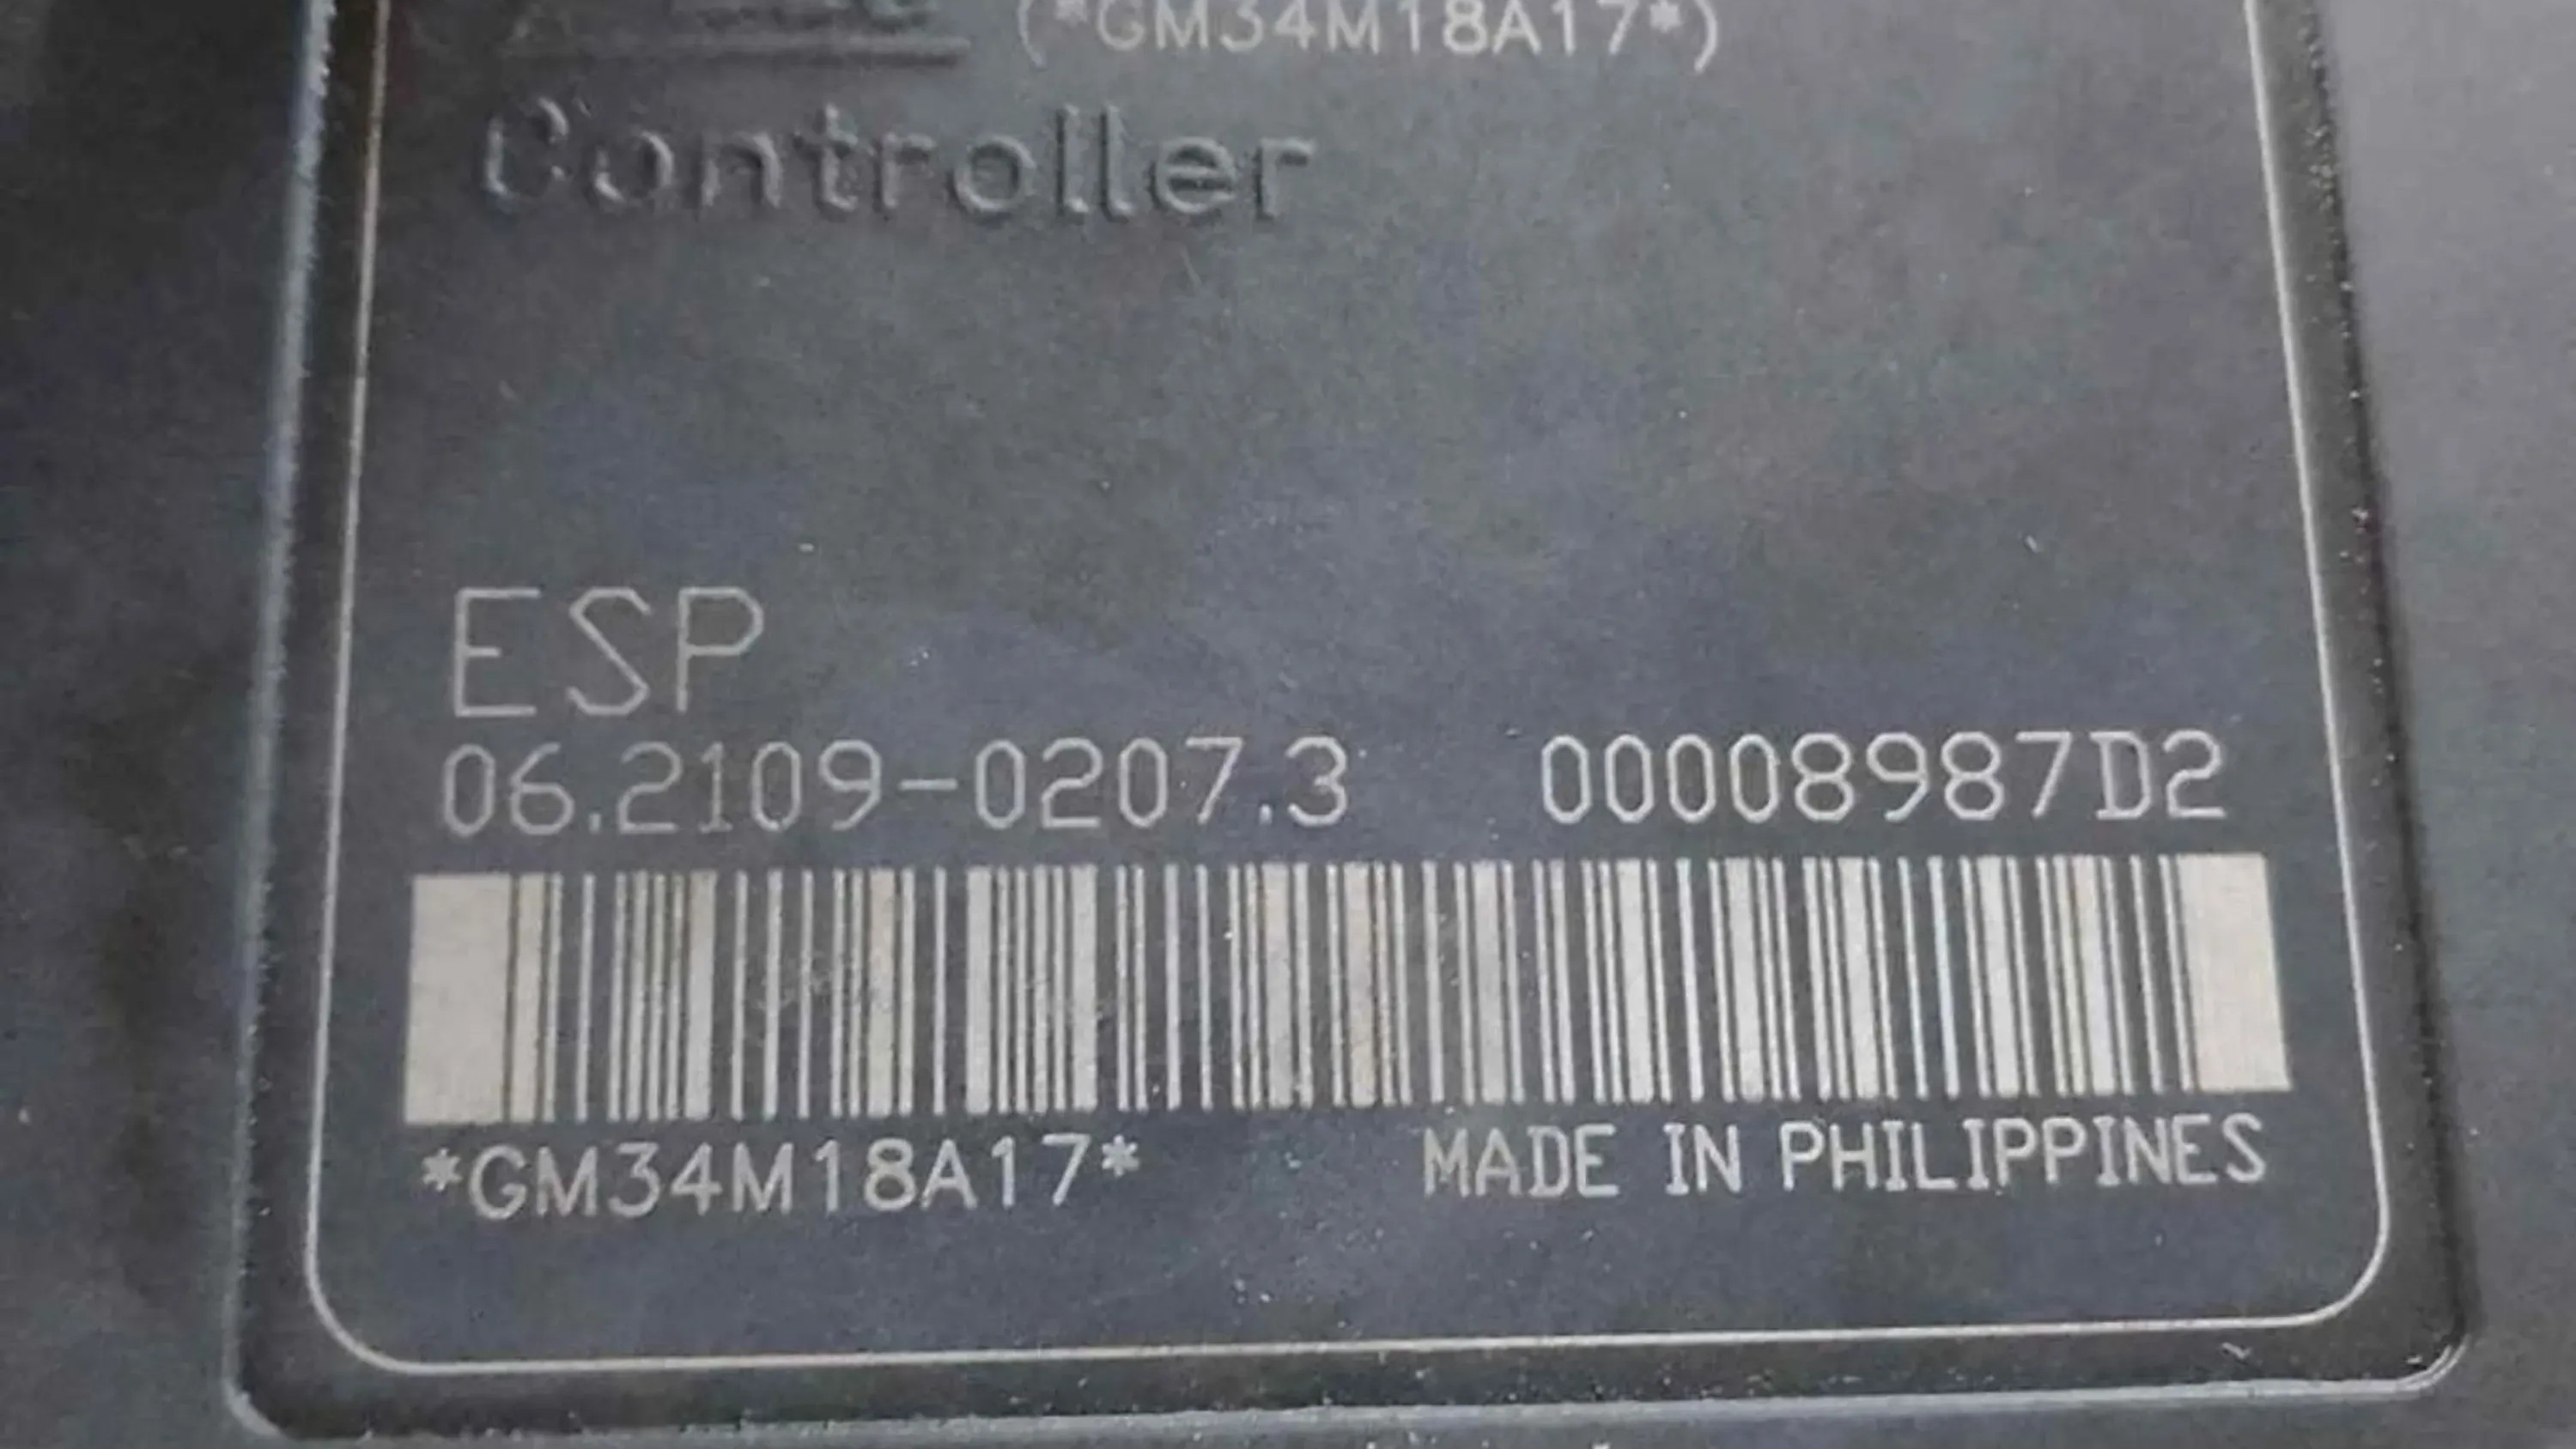 (*GM34M18A17*)
Controller
ESP
06.2109-0207.3 00008987D2
*GM34M18A17* MADE IN PHILIPPINES